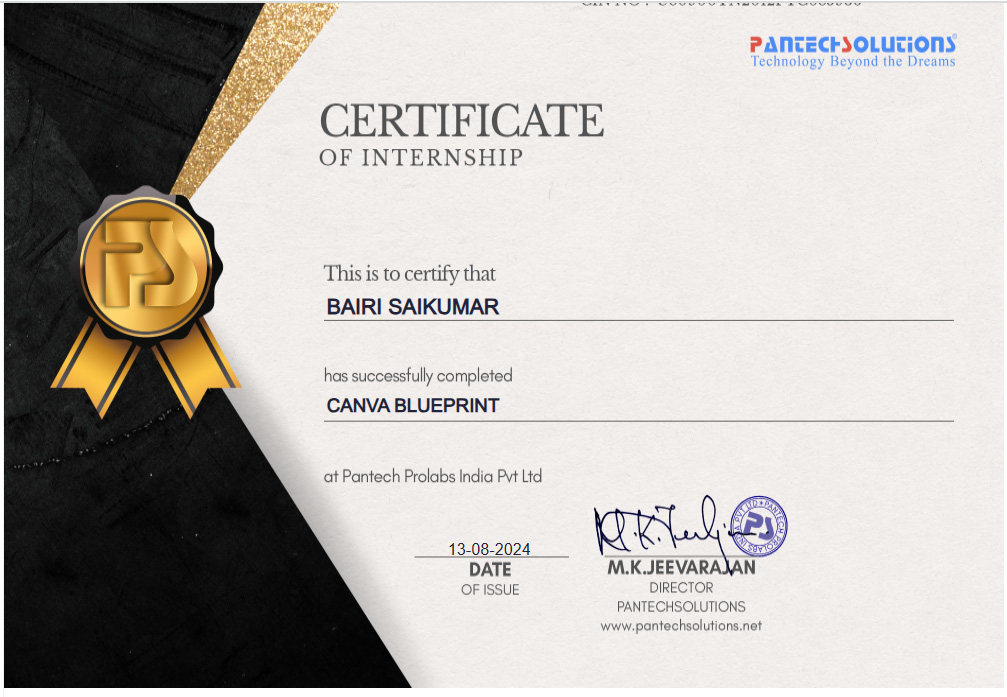 PANTECHSOLUTIONS®
Technology Beyond the Dreams
CERTIFICATE
OF INTERNSHIP
PS
This is to certify that
BAIRI SAIKUMAR
has successfully completed
CANVA BLUEPRINT
at Pantech Prolabs India Pvt Ltd
PANTECH PROLABS INDIA PVT LTD
PS
13-08-2024
DATE
OF ISSUE
M.K.JEEVARAJAN
DIRECTOR
PANTECHSOLUTIONS
www.pantechsolutions.net